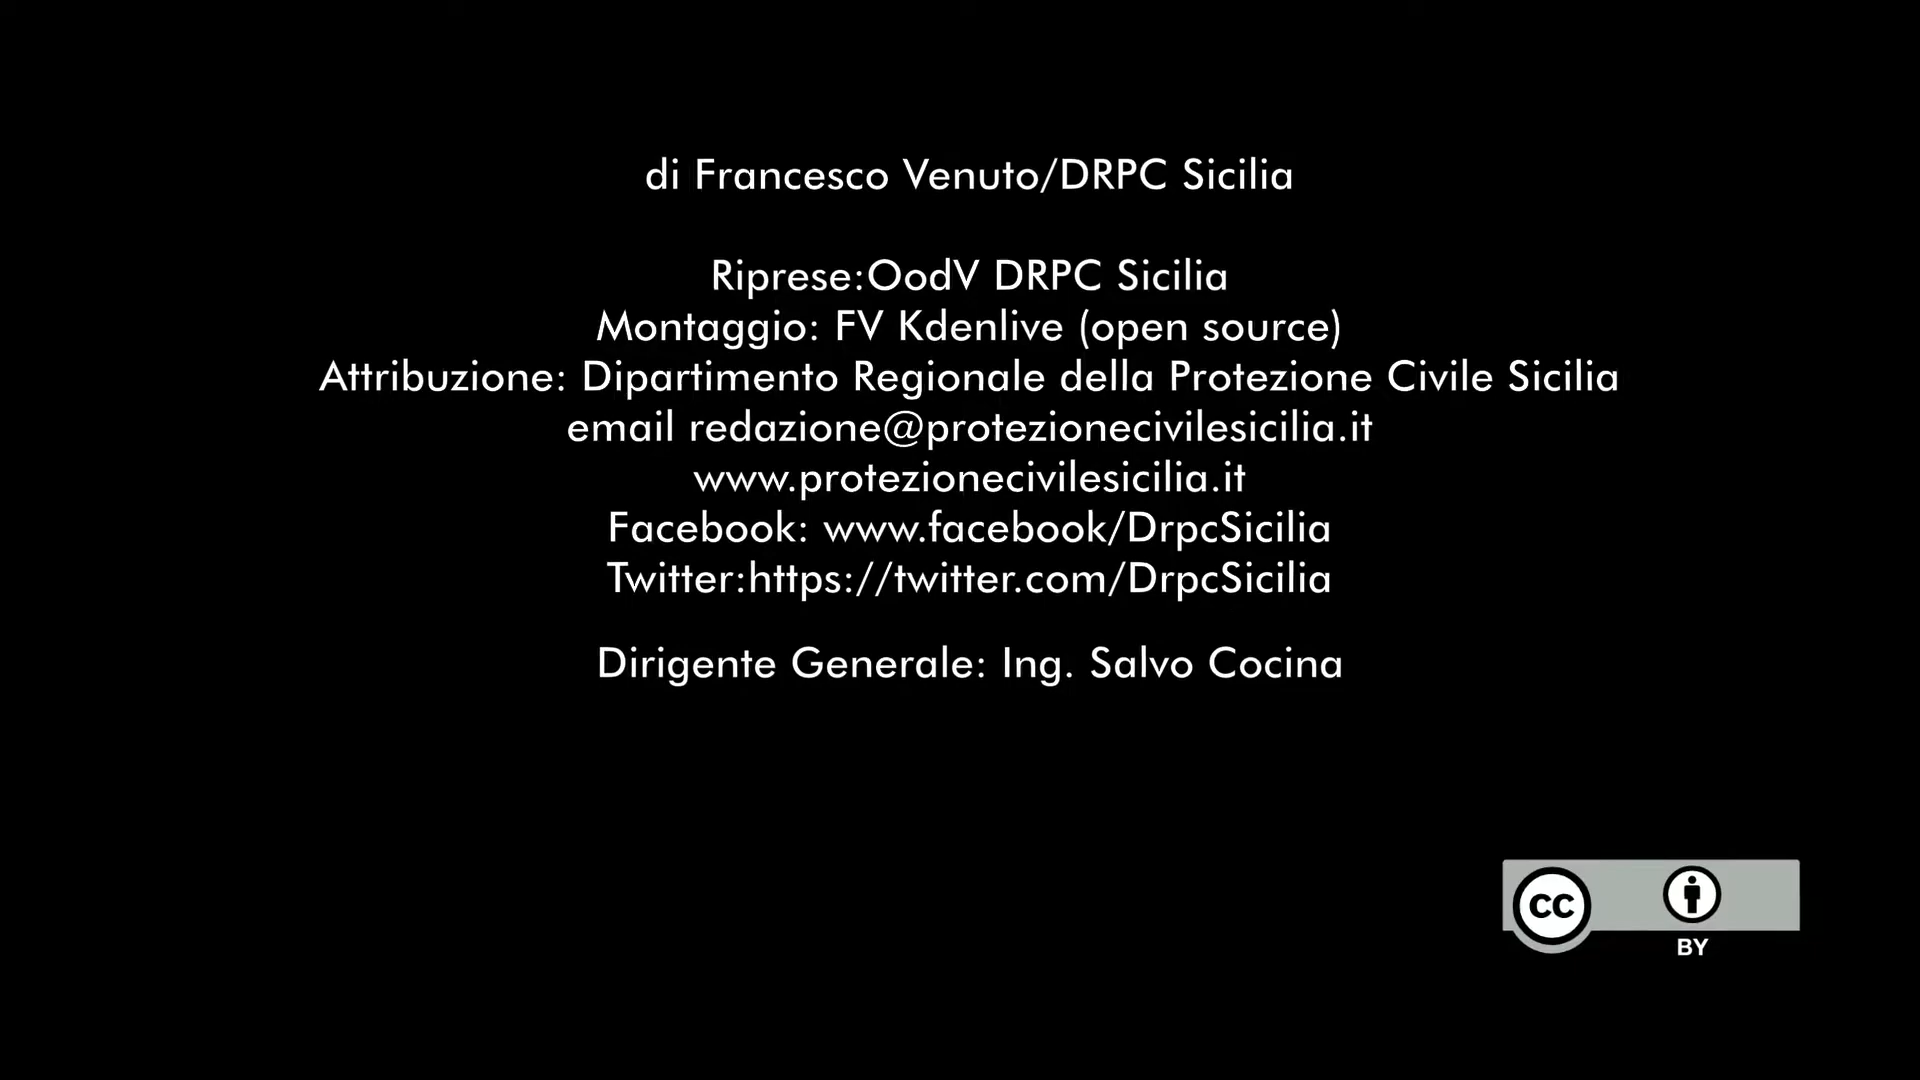 di Francesco Venuto/DRPC Sicilia
Riprese:OodV DRPC Sicilia
Montaggio: FV Kdenlive (open source)
Attribuzione: Dipartimento Regionale della Protezione Civile Sicilia
email redazione@protezionecivilesicilia.it
www.protezionecivilesicilia.it
Facebook: www.facebook/DrpcSicilia
Twitter:https://twitter.com/DrpcSicilia
Dirigente Generale: Ing. Salvo Cocina
CC
BY